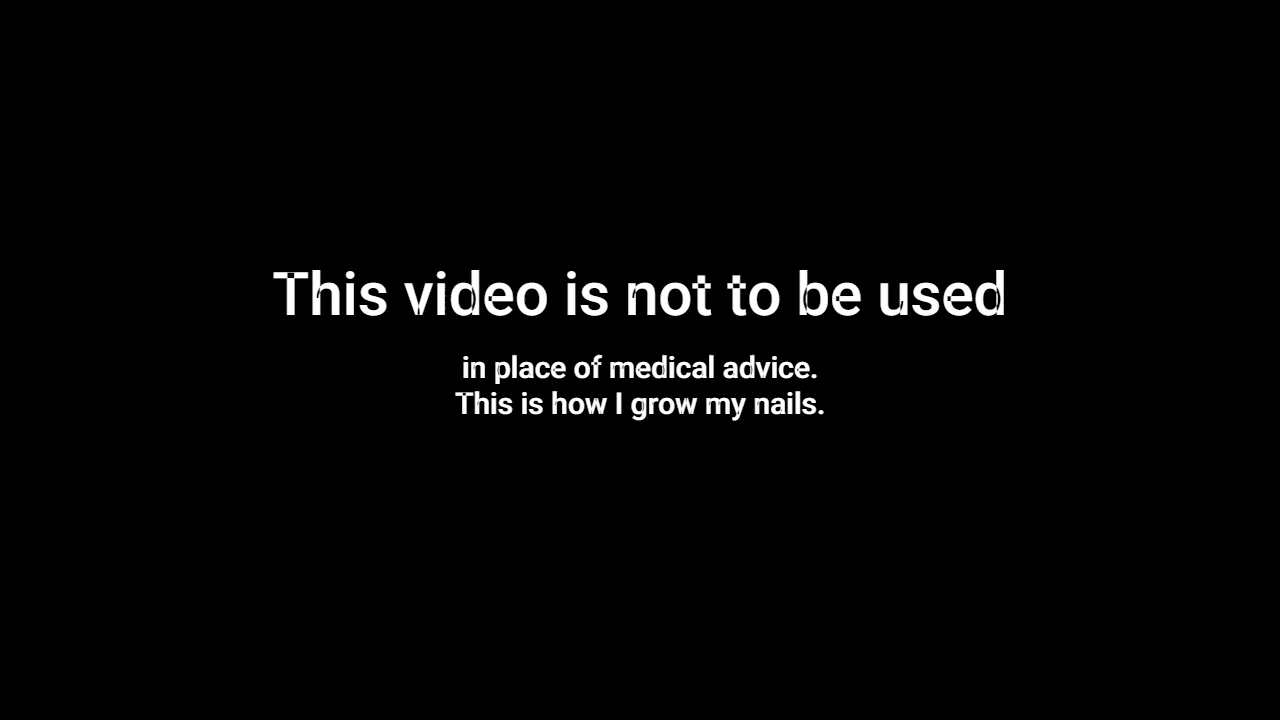 This video is not to be used
in place of medical advice.
This is how I grow my nails.